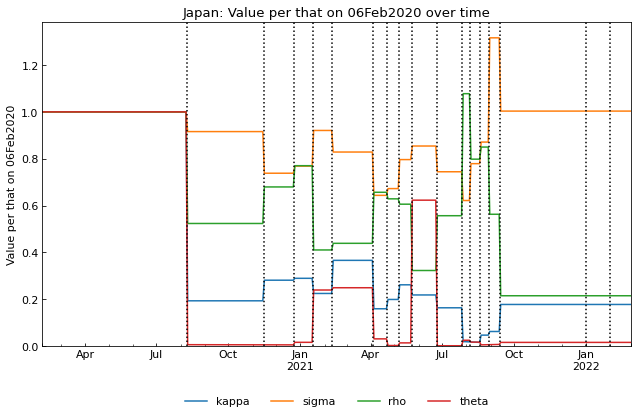 Japan: Value per that on 06Feb2020 over time
Value per that on 06Feb2020
1.2
1.0
0.8
0.6
0.4
0.2
0.0
Apr Jul Oct Jan Apr Jul Oct Jan
2021 2022
kappa sigma rho theta